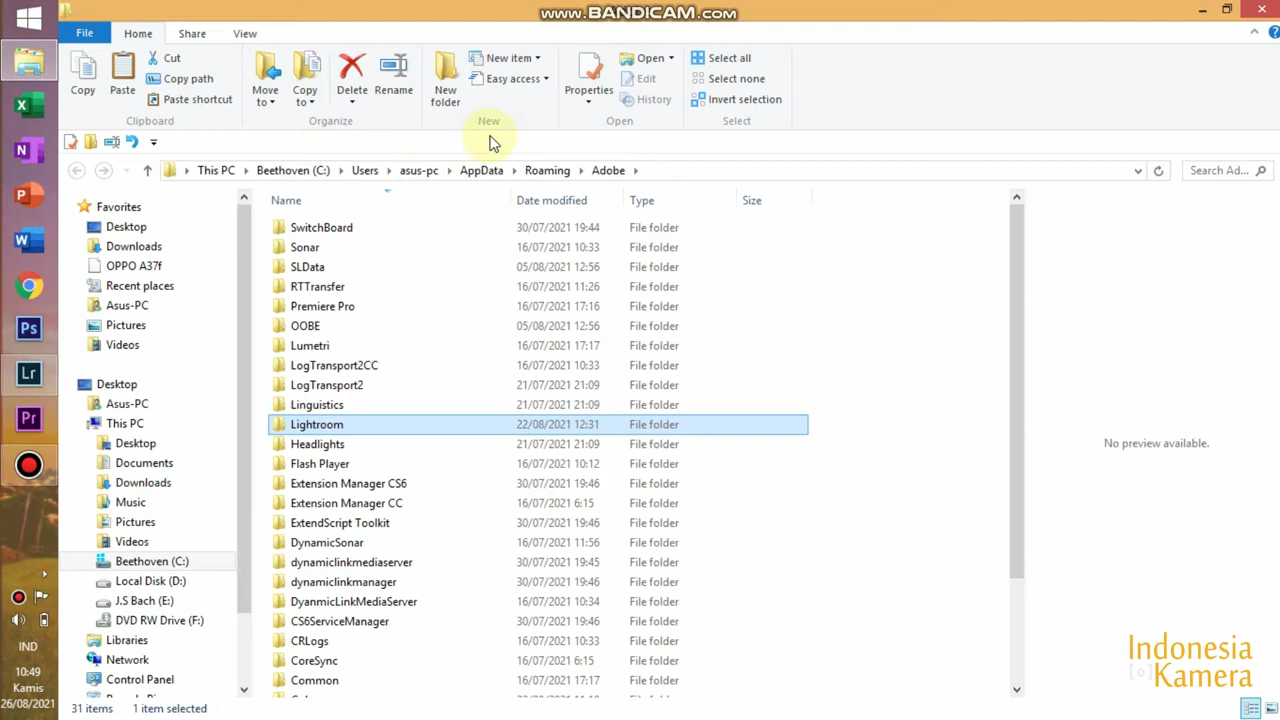 www.BANDICAM.com
File Home Share View
Copy Paste Cut Copy path Paste shortcut Move to Copy to Delete Rename New folder New item Easy access Properties Open Edit History Select all Select none Invert selection
Clipboard Organize New Open Select
This PC Beethoven (C:) Users asus-pc AppData Roaming Adobe Search Ad...
Name Date modified Type Size
SwitchBoard 30/07/2021 19:44 File folder
Sonar 16/07/2021 10:33 File folder
SLData 05/08/2021 12:56 File folder
RTTransfer 16/07/2021 11:26 File folder
Premiere Pro 16/07/2021 17:16 File folder
OOBE 05/08/2021 12:56 File folder
Lumetri 16/07/2021 17:17 File folder
LogTransport2CC 16/07/2021 10:33 File folder
LogTransport2 21/07/2021 21:09 File folder
Linguistics 21/07/2021 21:09 File folder
Lightroom 22/08/2021 12:31 File folder
Headlights 21/07/2021 21:09 File folder
Flash Player 16/07/2021 10:12 File folder
Extension Manager CS6 30/07/2021 19:46 File folder
Extension Manager CC 16/07/2021 6:15 File folder
ExtendScript Toolkit 30/07/2021 19:46 File folder
DynamicSonar 16/07/2021 11:56 File folder
dynamiclinkmediaserver 30/07/2021 19:45 File folder
dynamiclinkmanager 30/07/2021 19:46 File folder
DyanmicLinkMediaServer 16/07/2021 10:34 File folder
CS6ServiceManager 30/07/2021 19:46 File folder
CRLogs 16/07/2021 10:33 File folder
CoreSync 16/07/2021 6:15 File folder
Common 16/07/2021 17:17 File folder
Favorites
Desktop
Downloads
OPPO A37f
Recent places
Asus-PC
Pictures
Videos
Desktop
Asus-PC
This PC
Desktop
Documents
Downloads
Music
Pictures
Videos
Beethoven (C:)
Local Disk (D:)
J.S Bach (E:)
DVD RW Drive (F:)
Libraries
Network
Control Panel
No preview available.
X
N
P
W
Ps
Lr
Pr
IND
10:49
Kamis
26/08/2021
31 items 1 item selected
Indonesia
Kamera